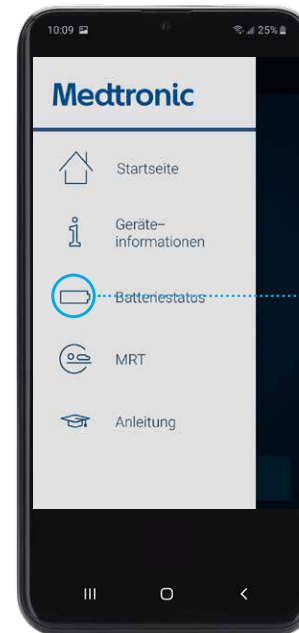 10:09 25%
Medtronic
Startseite
Geräte–
informationen
Batteriestatus
MRT
Anleitung